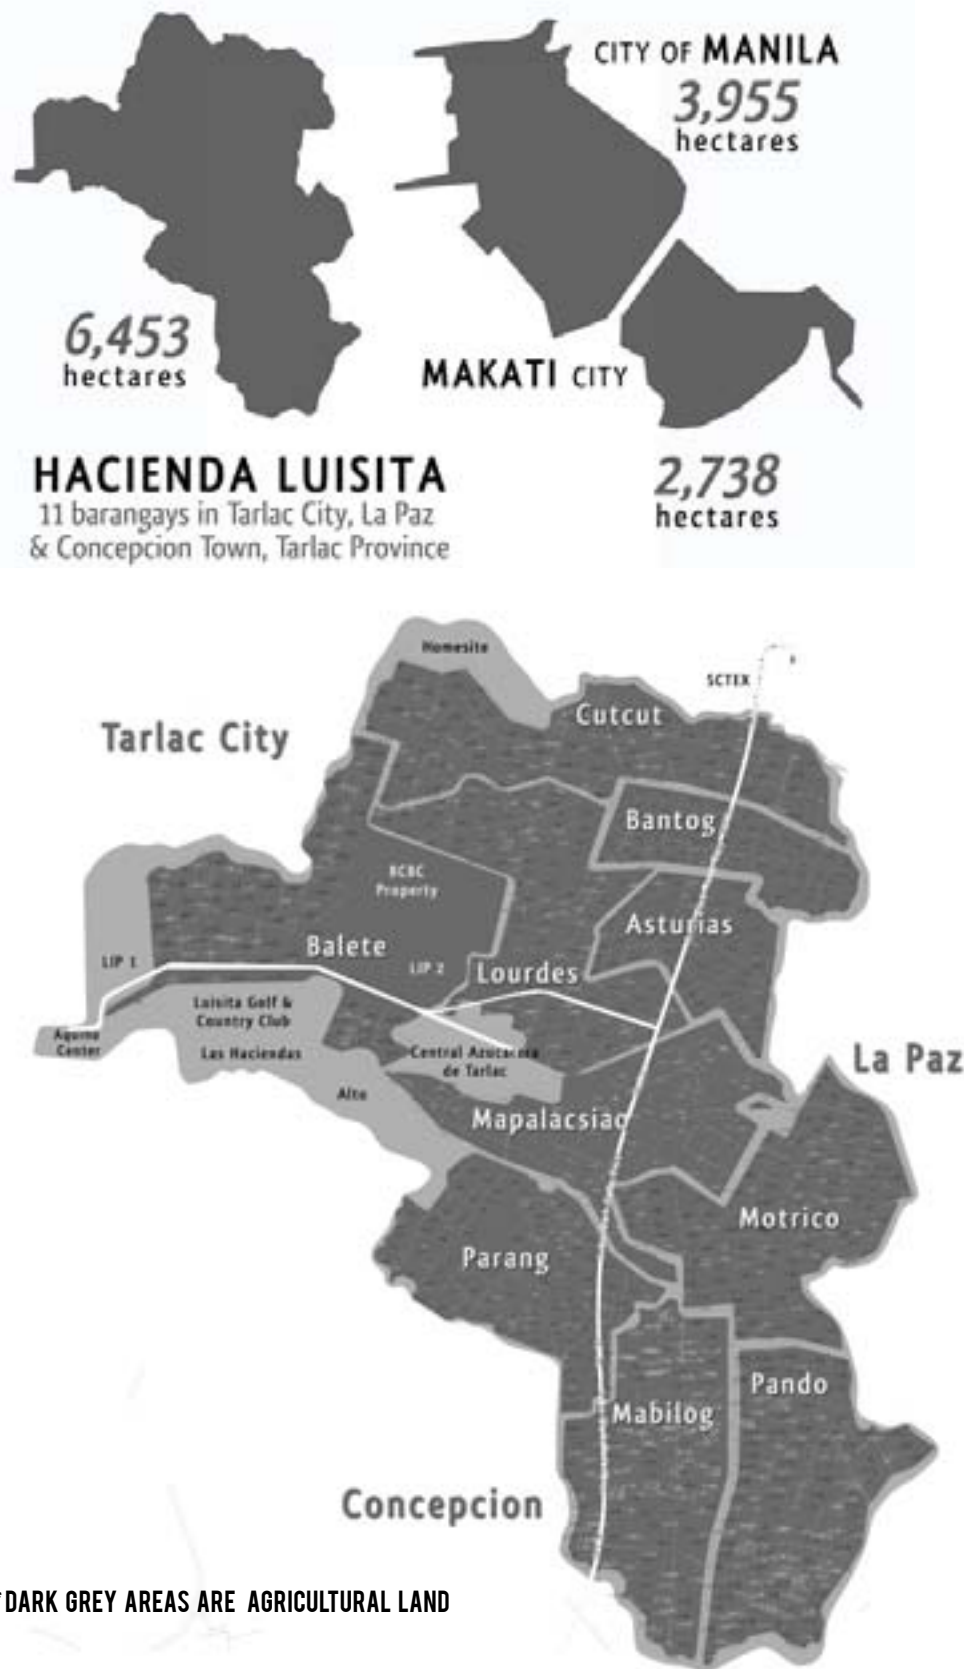 CITY OF MANILA
3,955
hectares
6,453
hectares
MAKATI CITY
HACIENDA LUISITA
11 barangays in Tarlac City, La Paz
& Concepcion Town, Tarlac Province
2,738
hectares
Homesite
SCTEX
Cutcut
Tarlac City
Bantog
RCBC
Property
Asturias
Balete
LIP 1
LIP 2
Lourdes
Luisita Golf &
Country Club
Aquino
Center
Las Haciendas
Central Azucarera
de Tarlac
La Paz
Alto
Mapalacsiao
Motrico
Parang
Pando
Mabilog
Concepcion
*DARK GREY AREAS ARE AGRICULTURAL LAND